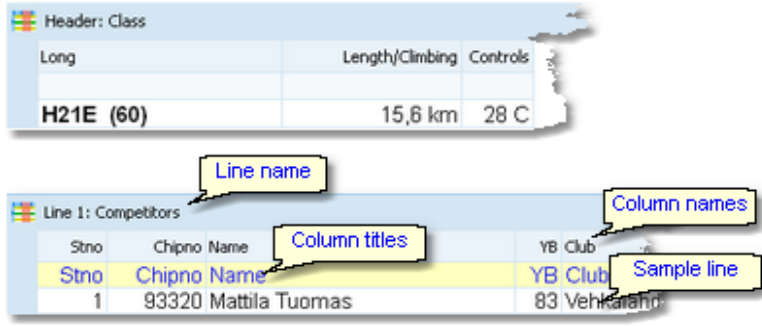 Header: Class
Long Length/Climbing Controls
H21E (60) 15,6 km 28 C
Line name
Line 1: Competitors
Column names
Column titles
Stno Chipno Name YB Club
Stno Chipno Name YB Club
Sample line
1 93320 Mattila Tuomas 83